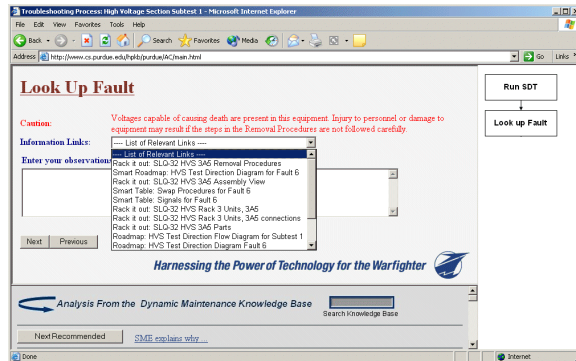 Troubleshooting Process: High Voltage Section Subtest 1 - Microsoft Internet Explorer
File Edit View Favorites Tools Help
Back Search Favorites Media
Address http://www.cs.purdue.edu/hpkb/purdue/AC/main.html Go Links
Look Up Fault
Caution: Voltages capable of causing death are present in this equipment. Injury to personnel or damage to
equipment may result if the steps in the Removal Procedures are not followed carefully.
Information Links: ---- List of Relevant Links ----
Enter your observations
---- List of Relevant Links ----
Rack it out: SLQ-32 HVS 3A5 Removal Procedures
Smart Roadmap: HVS Test Direction Diagram for Fault 6
Rack it out: SLQ-32 HVS 3A5 Assembly View
Smart Table: Swap Procedures for Fault 6
Smart Table: Signals for Fault 6
Rack it out: SLQ-32 HVS Rack 3 Units, 3A5
Rack it out: SLQ-32 HVS Rack 3 Units, 3A5 connections
Rack it out: SLQ-32 HVS 3A5 Parts
Roadmap: HVS Test Direction Flow Diagram for Subtest 1
Roadmap: HVS Test Direction Diagram Fault 6
Next Previous
Harnessing the Power of Technology for the Warfighter
Analysis From the Dynamic Maintenance Knowledge Base
Search Knowledge Base
Next Recommended SME explains why ...
Run SDT
Look up Fault
Done Internet